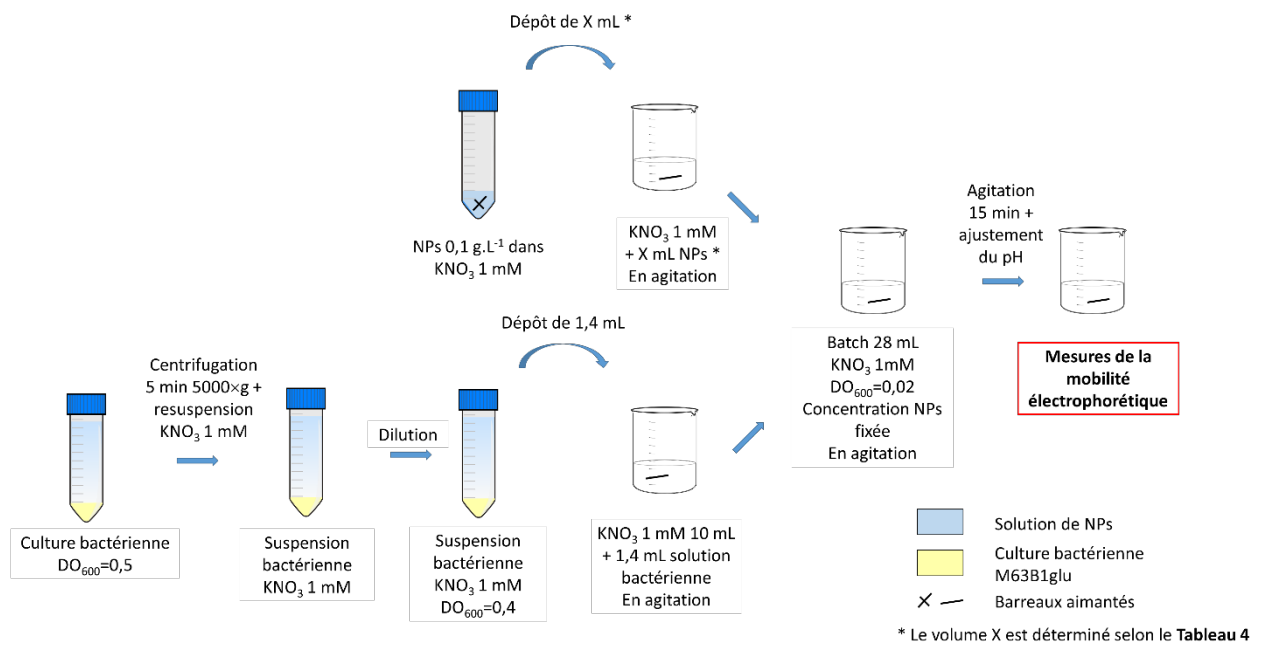 Dépôt de X mL *
NPs 0,1 g.L-1 dans
KNO3 1 mM
KNO3 1 mM
+ X mL NPs *
En agitation
Agitation
15 min +
ajustement
du pH
Dépôt de 1,4 mL
Centrifugation
5 min 5000×g +
resuspension
KNO3 1 mM
Dilution
Culture bactérienne
DO600=0,5
Suspension
bactérienne
KNO3 1 mM
Suspension
bactérienne
KNO3 1 mM
DO600=0,4
KNO3 1 mM 10 mL
+ 1,4 mL solution
bactérienne
En agitation
Batch 28 mL
KNO3 1mM
DO600=0,02
Concentration NPs
fixée
En agitation
Mesures de la
mobilité
électrophorétique
Solution de NPs
Culture bactérienne
M63B1glu
Barreaux aimantés
* Le volume X est déterminé selon le Tableau 4